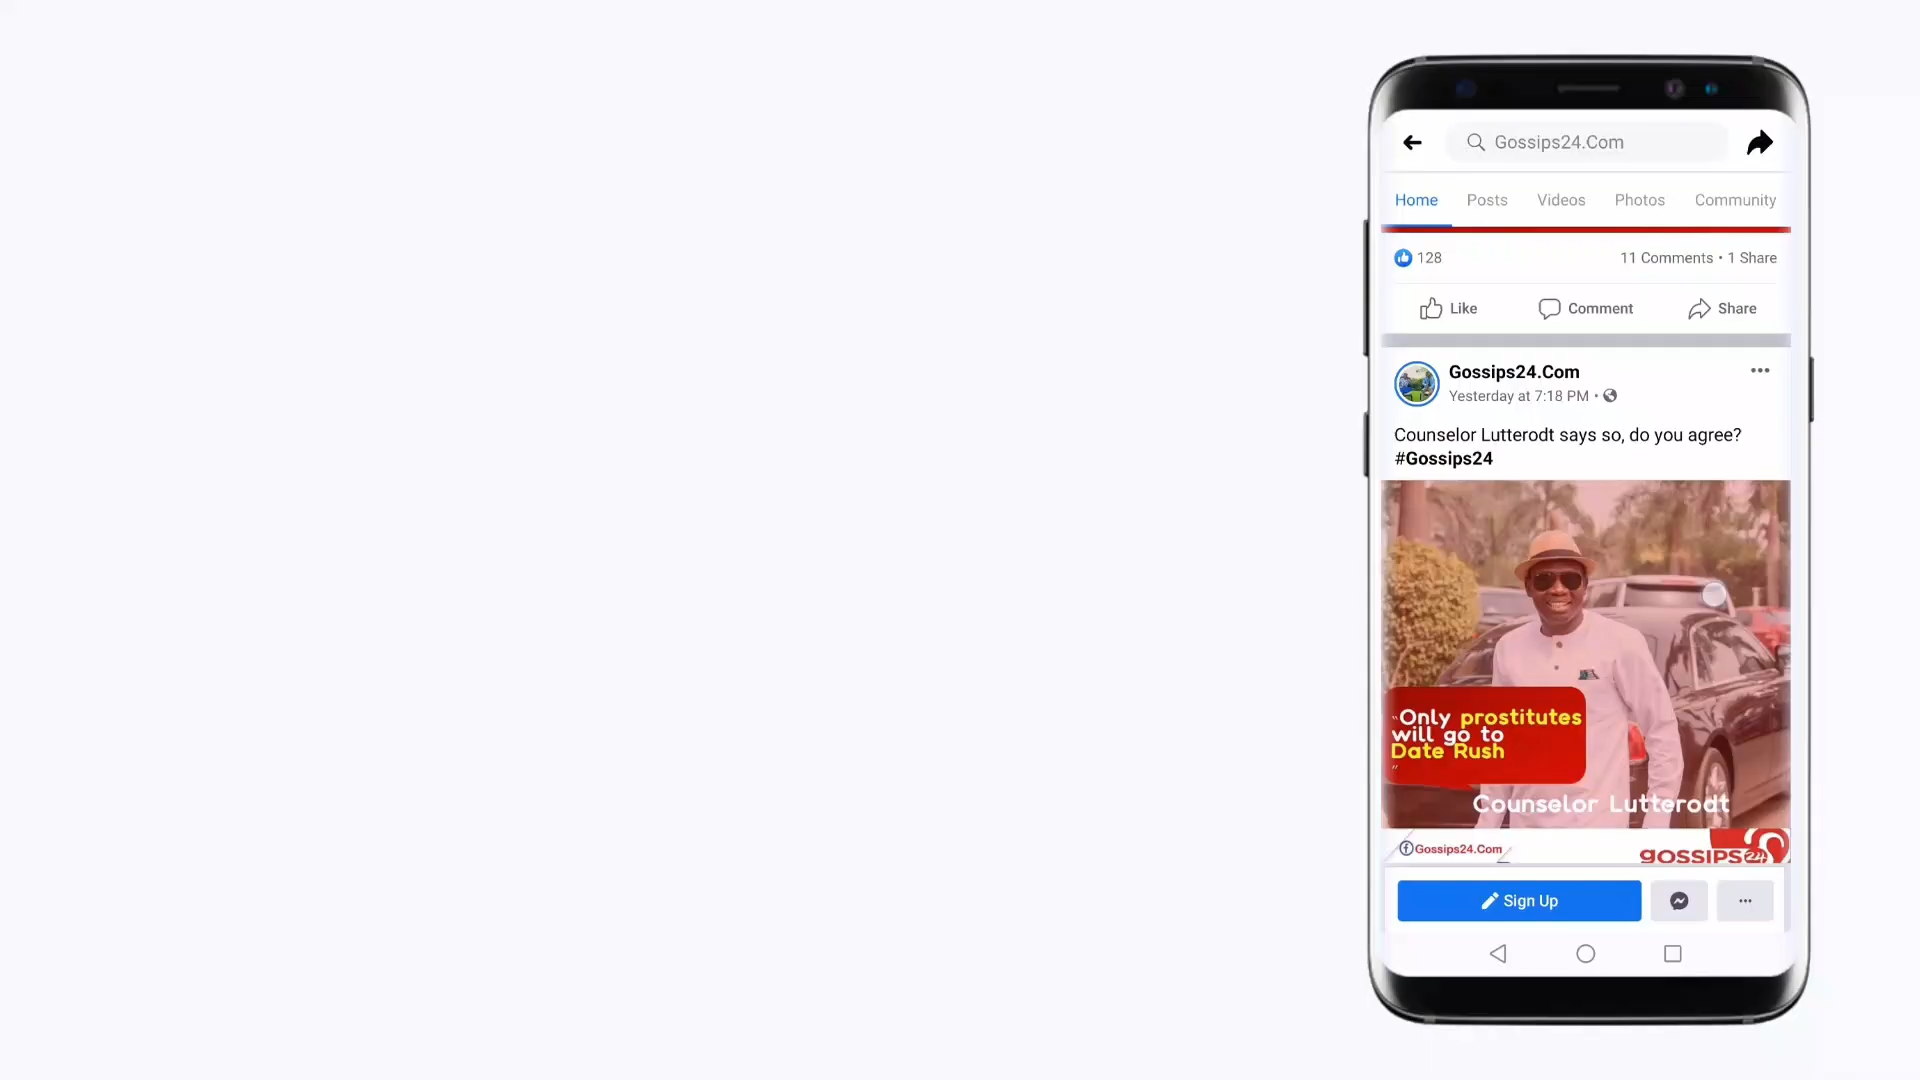 Gossips24.Com
Home Posts Videos Photos Community
128 11 Comments • 1 Share
Like Comment Share
Gossips24.Com
Yesterday at 7:18 PM •
Counselor Lutterodt says so, do you agree?
#Gossips24
"Only prostitutes
will go to
Date Rush
"
Counselor Lutterodt
Gossips24.Com
gossips24
Sign Up